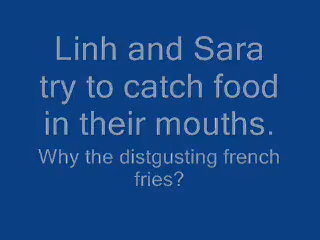 Linh and Sara
try to catch food
in their mouths.
Why the distgusting french
fries?